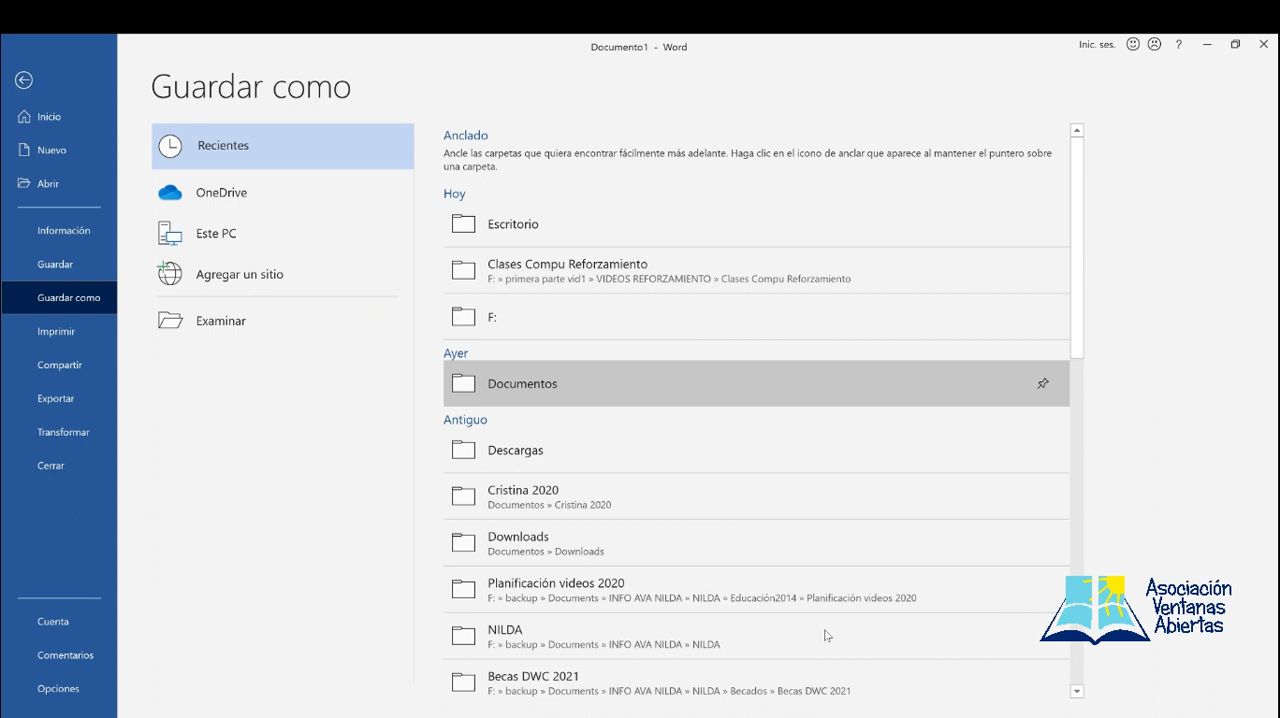 Documento1 - Word
Inic. ses.
Guardar como
Inicio
Nuevo
Abrir
Información
Guardar
Guardar como
Imprimir
Compartir
Exportar
Transformar
Cerrar
Cuenta
Comentarios
Opciones
Recientes
OneDrive
Este PC
Agregar un sitio
Examinar
Anclado
Ancle las carpetas que quiera encontrar fácilmente más adelante. Haga clic en el icono de anclar que aparece al mantener el puntero sobre
una carpeta.
Hoy
Escritorio
Clases Compu Reforzamiento
F: » primera parte vid1 » VIDEOS REFORZAMIENTO » Clases Compu Reforzamiento
F:
Ayer
Documentos
Antiguo
Descargas
Cristina 2020
Documentos » Cristina 2020
Downloads
Documentos » Downloads
Planificación videos 2020
F: » backup » Documents » INFO AVA NILDA » NILDA » Educación2014 » Planificación videos 2020
NILDA
F: » backup » Documents » INFO AVA NILDA » NILDA
Becas DWC 2021
F: » backup » Documents » INFO AVA NILDA » NILDA » Becados » Becas DWC 2021
Asociación
Ventanas
Abiertas